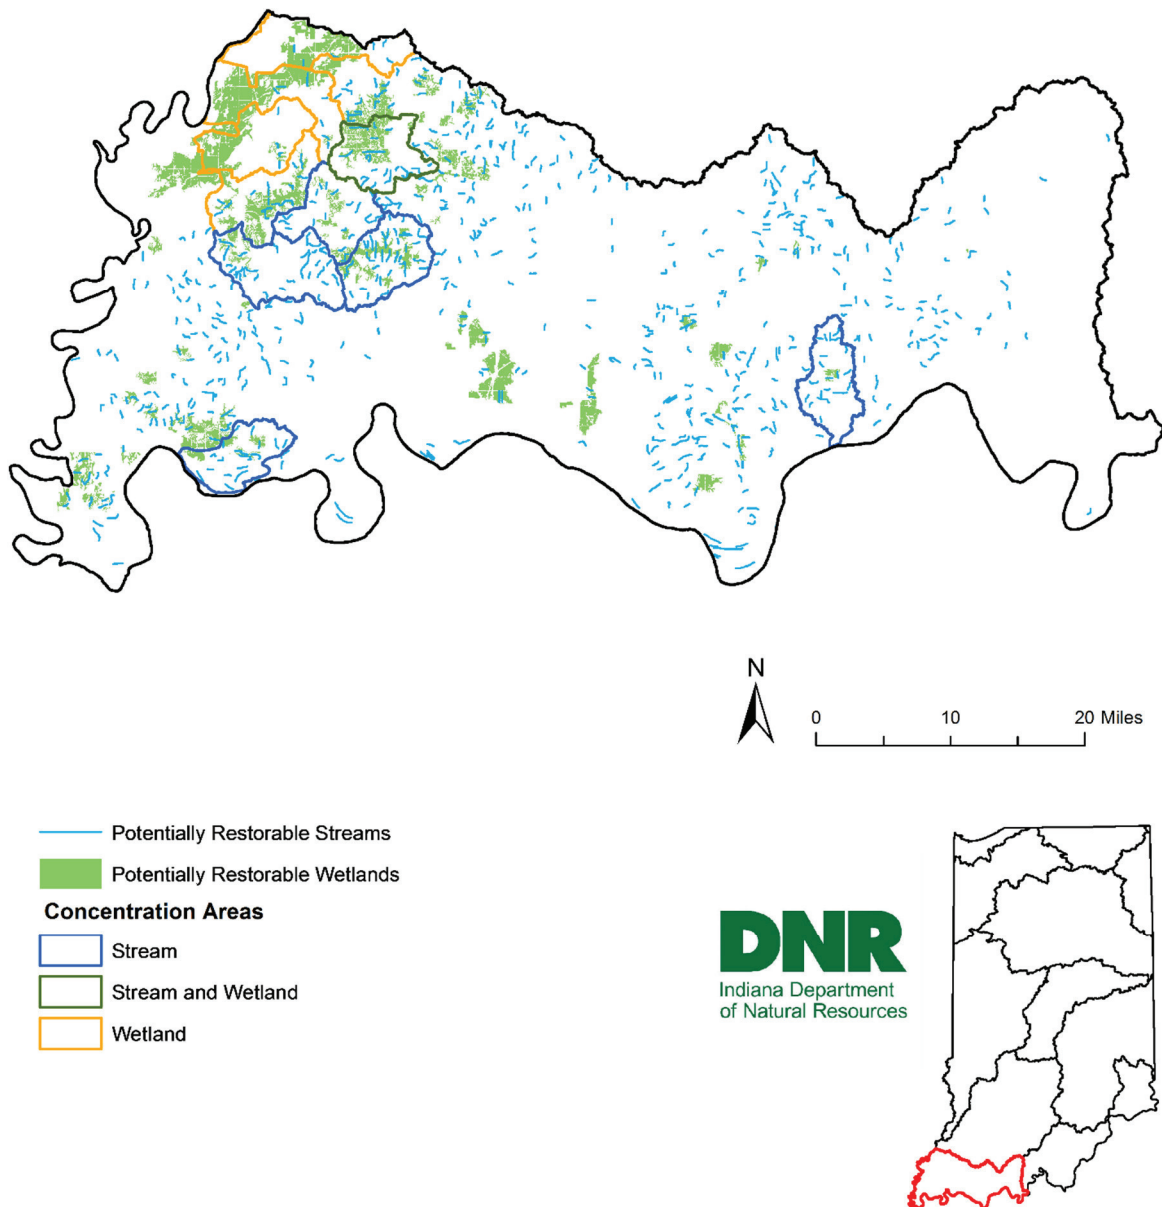 N
0 10 20 Miles
Potentially Restorable Streams
Potentially Restorable Wetlands
Concentration Areas
Stream
Stream and Wetland
Wetland
DNR
Indiana Department
of Natural Resources